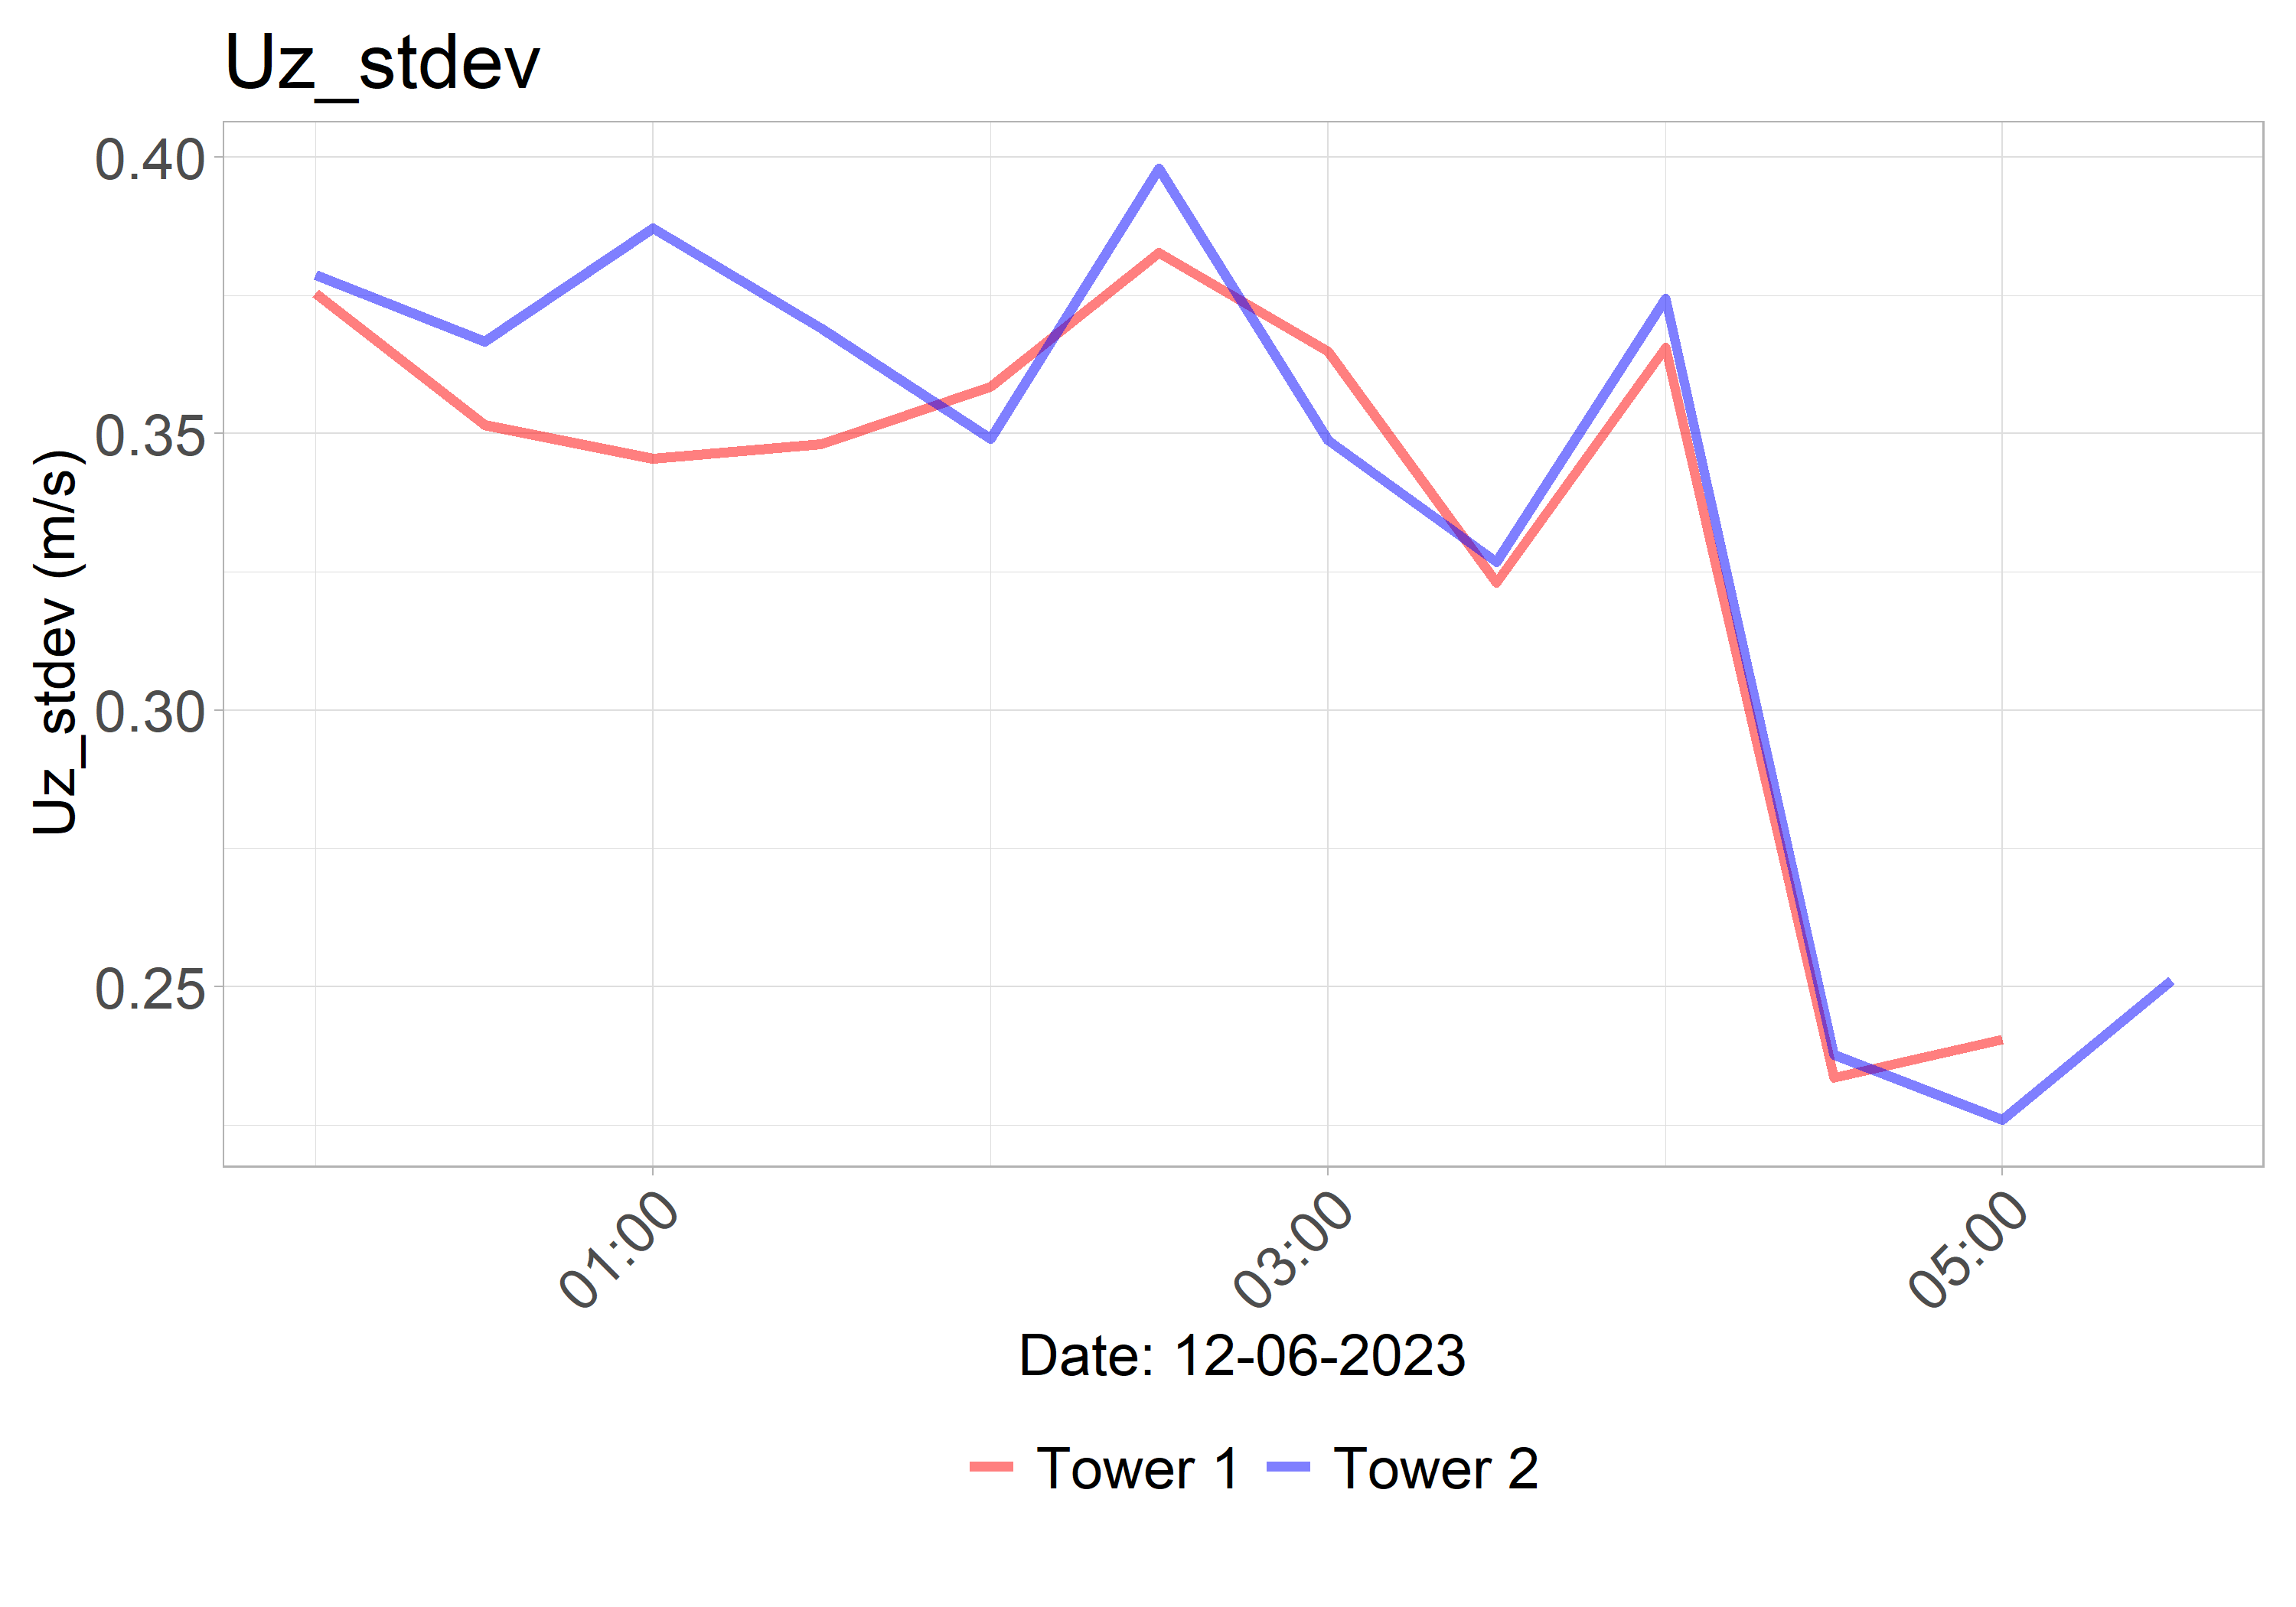 Uz_stdev
Uz_stdev (m/s)
0.40
0.35
0.30
0.25
01:00
03:00
05:00
Date: 12-06-2023
Tower 1
Tower 2